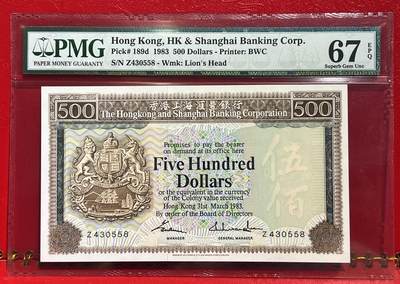 PMG
PAPER MONEY GUARANTY
Hong Kong, HK & Shanghai Banking Corp.
Pick# 189d 1983 500 Dollars - Printer: BWC
S/N Z430558 - Wmk: Lion's Head
67 EPQ
Superb Gem Unc
500 香港上海滙豐銀行 500
The Hongkong and Shanghai Banking Corporation
Promises to pay the bearer
on demand at its office here
Five Hundred
Dollars
or the equivalent in the currency
of the Colony value received
Hong Kong 31st March 1983.
By order of the Board of Directors
伍佰
MANAGER GENERAL MANAGER
Z 430558 Z 430558